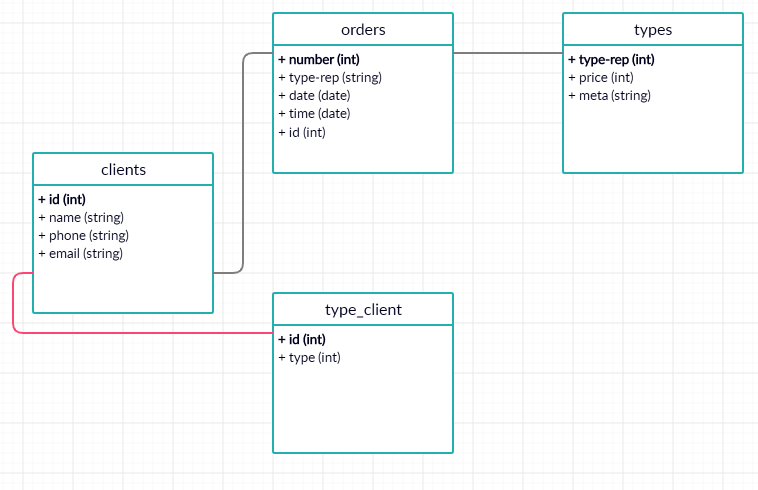 orders
+ number (int)
+ type-rep (string)
+ date (date)
+ time (date)
+ id (int)
types
+ type-rep (int)
+ price (int)
+ meta (string)
clients
+ id (int)
+ name (string)
+ phone (string)
+ email (string)
type_client
+ id (int)
+ type (int)